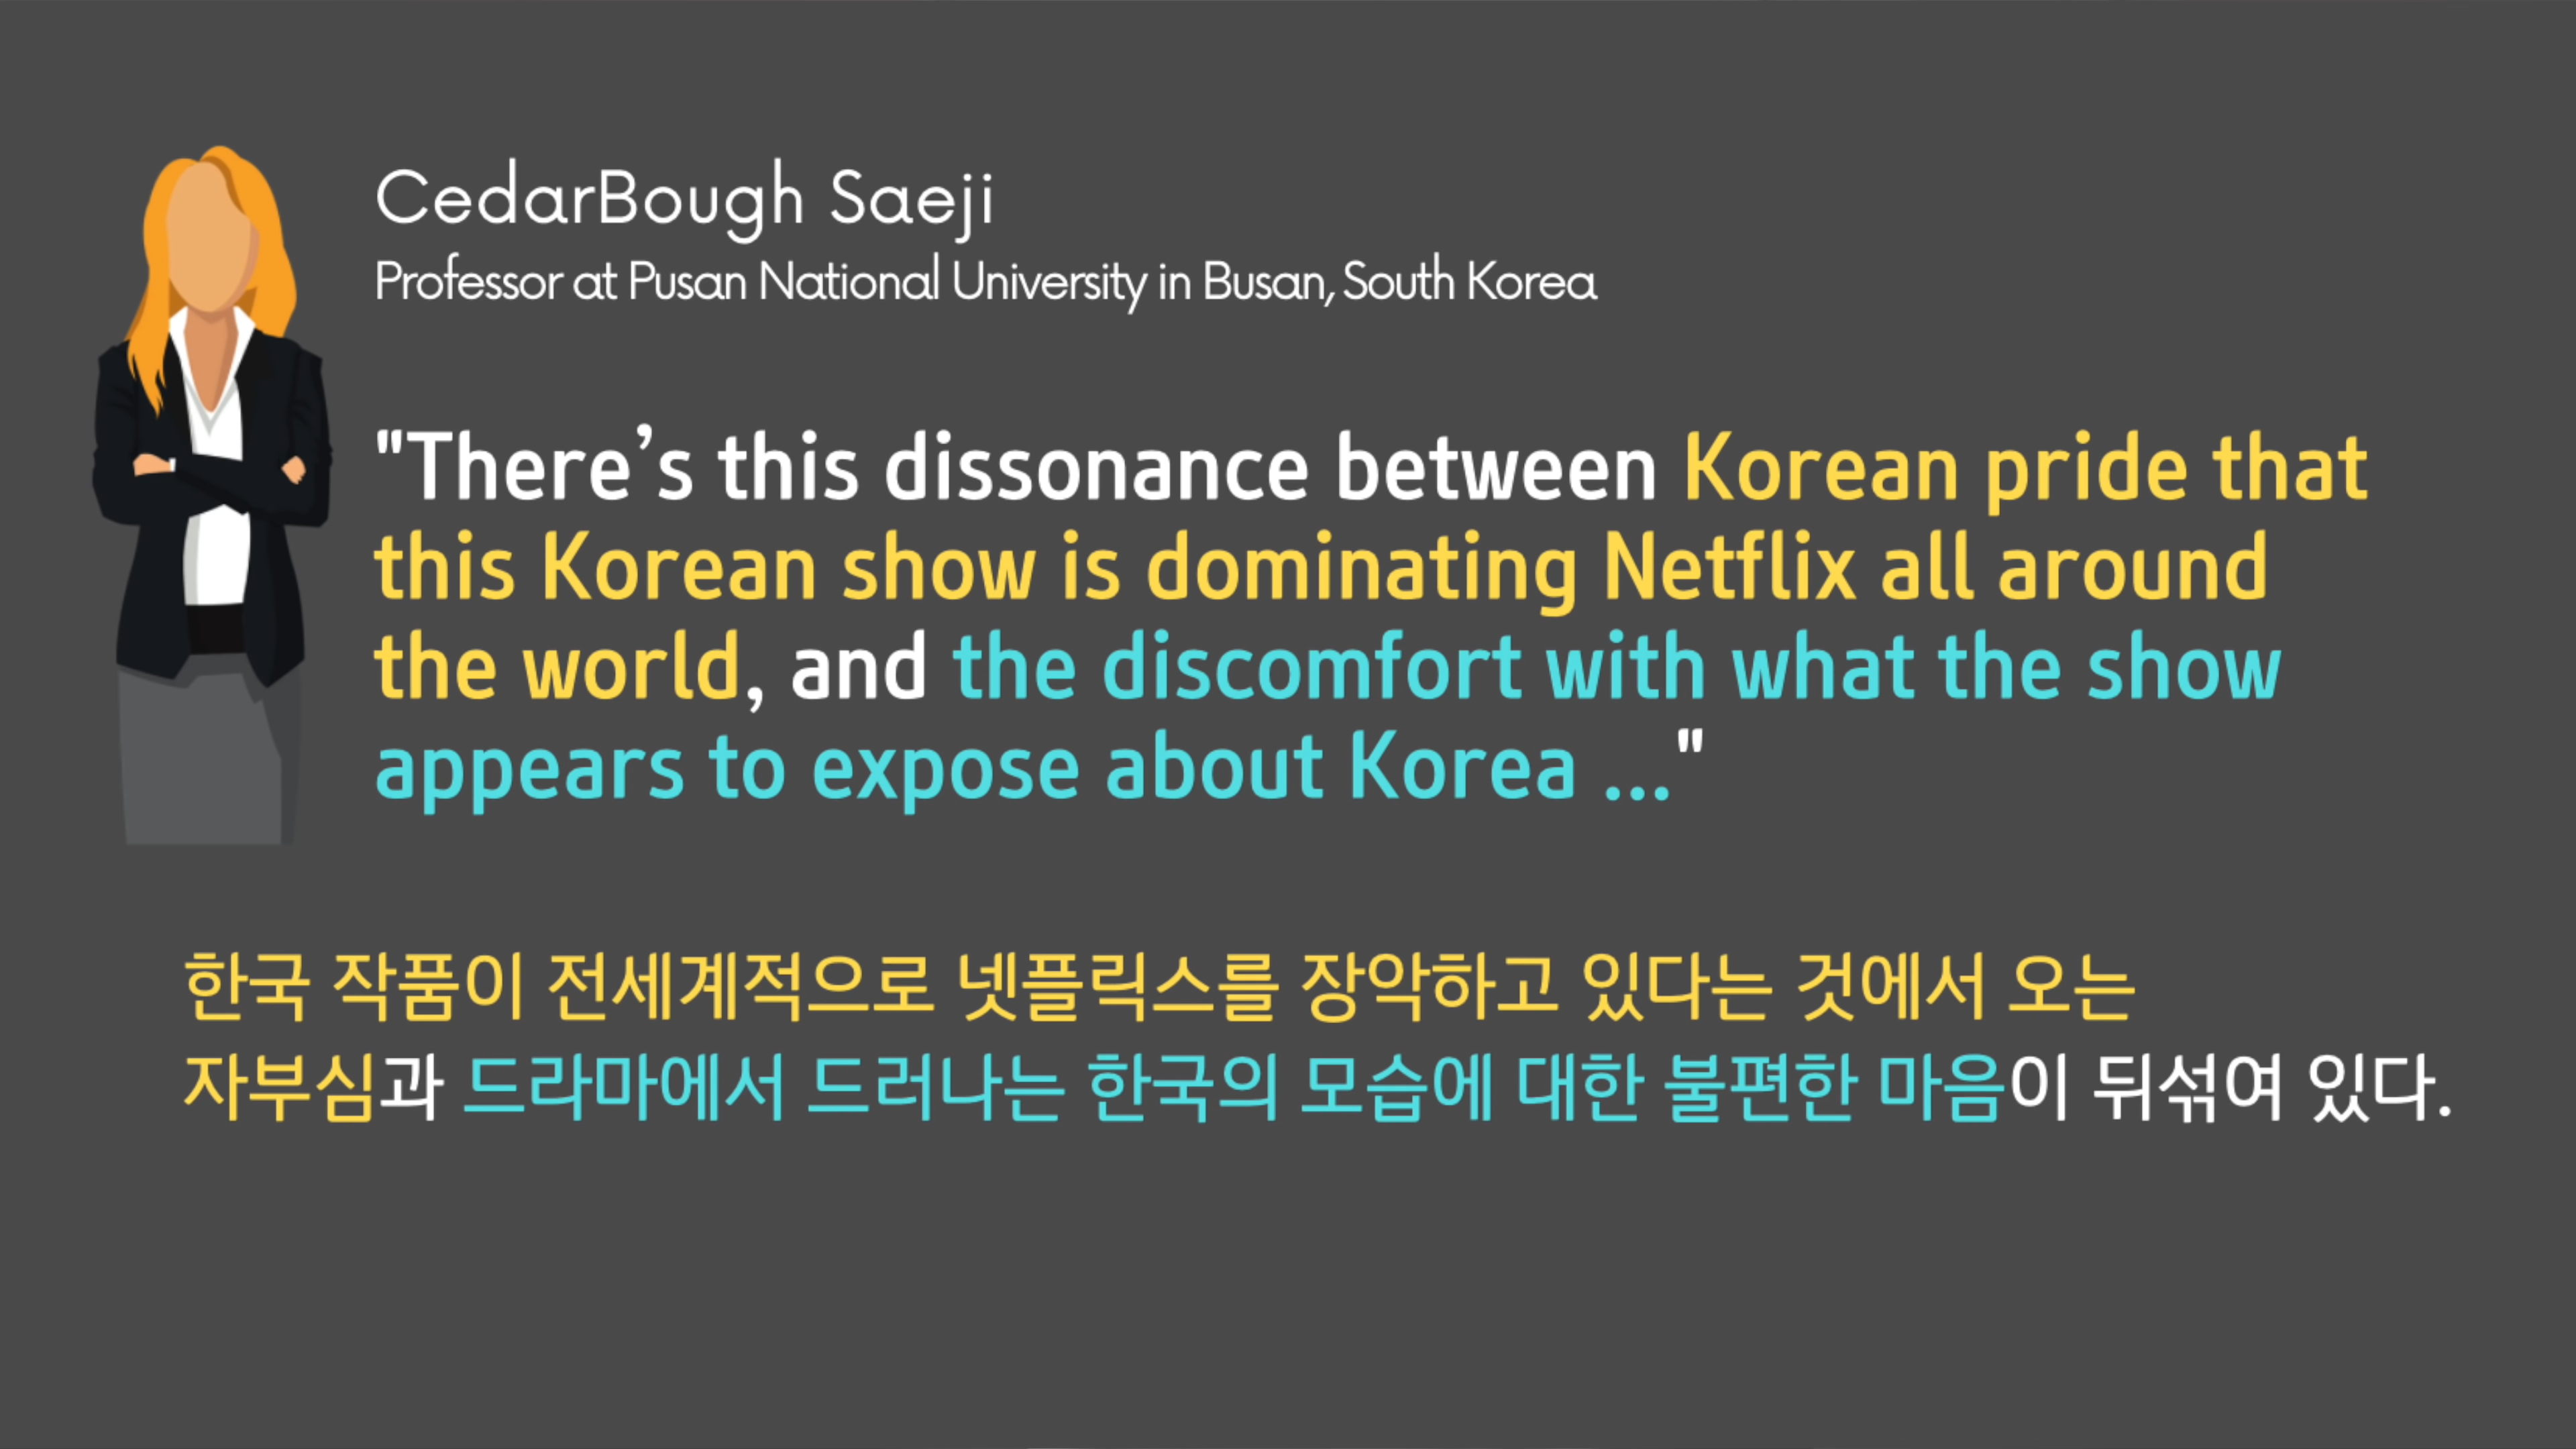 CedarBough Saeji
Professor at Pusan National University in Busan, South Korea
"There’s this dissonance between Korean pride that
this Korean show is dominating Netflix all around
the world, and the discomfort with what the show
appears to expose about Korea ..."
한국 작품이 전세계적으로 넷플릭스를 장악하고 있다는 것에서 오는
자부심과 드라마에서 드러나는 한국의 모습에 대한 불편한 마음이 뒤섞여 있다.